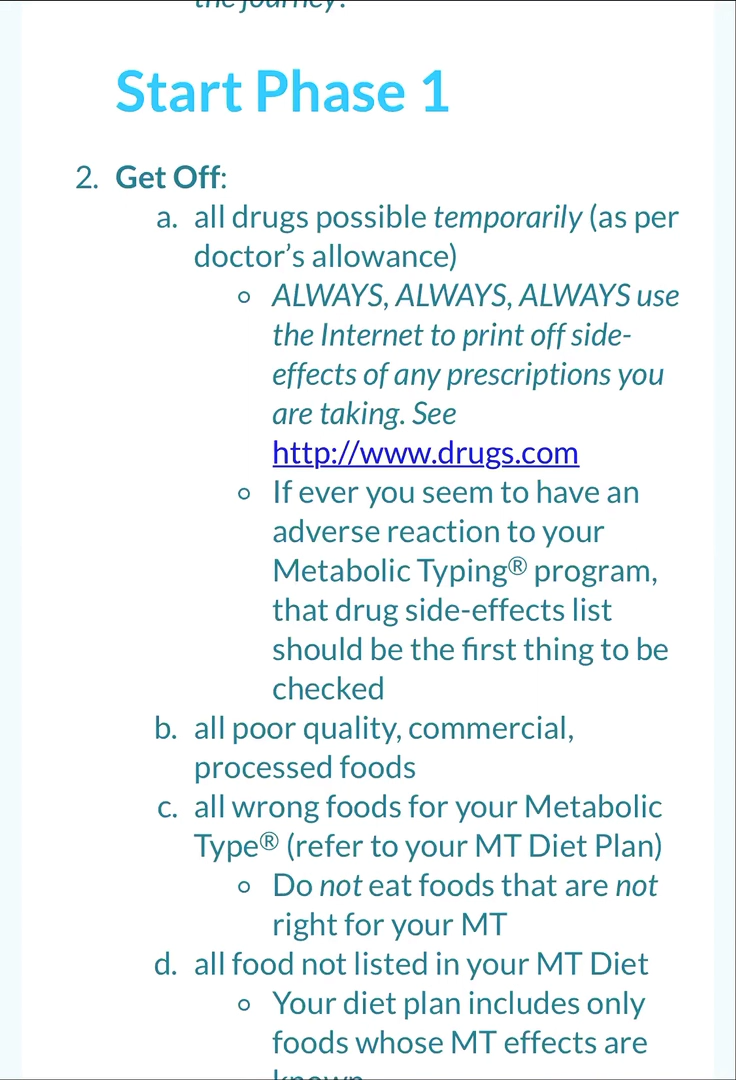 the journey!
Start Phase 1
2. Get Off:
a. all drugs possible temporarily (as per
doctor’s allowance)
○ ALWAYS, ALWAYS, ALWAYS use
the Internet to print off side-
effects of any prescriptions you
are taking. See
http://www.drugs.com
○ If ever you seem to have an
adverse reaction to your
Metabolic Typing® program,
that drug side-effects list
should be the first thing to be
checked
b. all poor quality, commercial,
processed foods
c. all wrong foods for your Metabolic
Type® (refer to your MT Diet Plan)
○ Do not eat foods that are not
right for your MT
d. all food not listed in your MT Diet
○ Your diet plan includes only
foods whose MT effects are
known